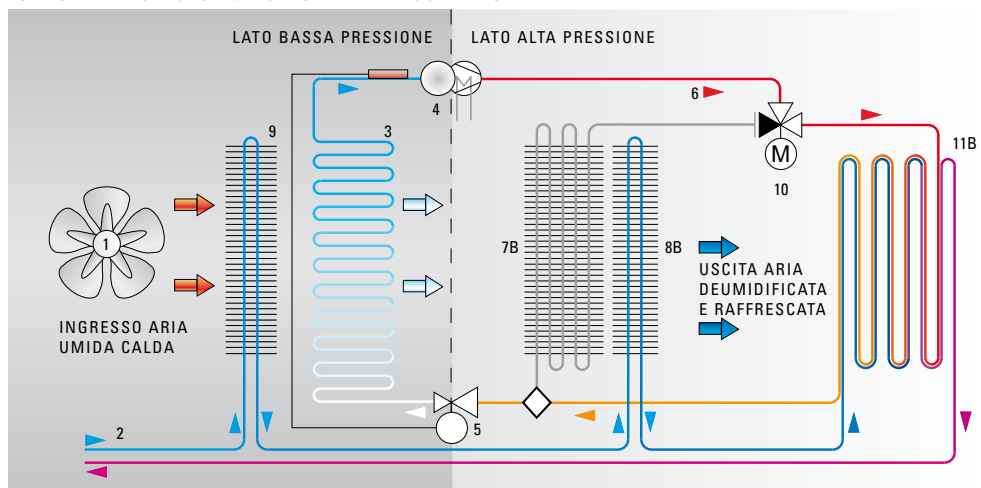 LATO BASSA PRESSIONE
LATO ALTA PRESSIONE
4
6
9
3
M
11B
10
1
7B
8B
USCITA ARIA
DEUMIDIFICATA
E RAFFRESCATA
INGRESSO ARIA
UMIDA CALDA
2
5